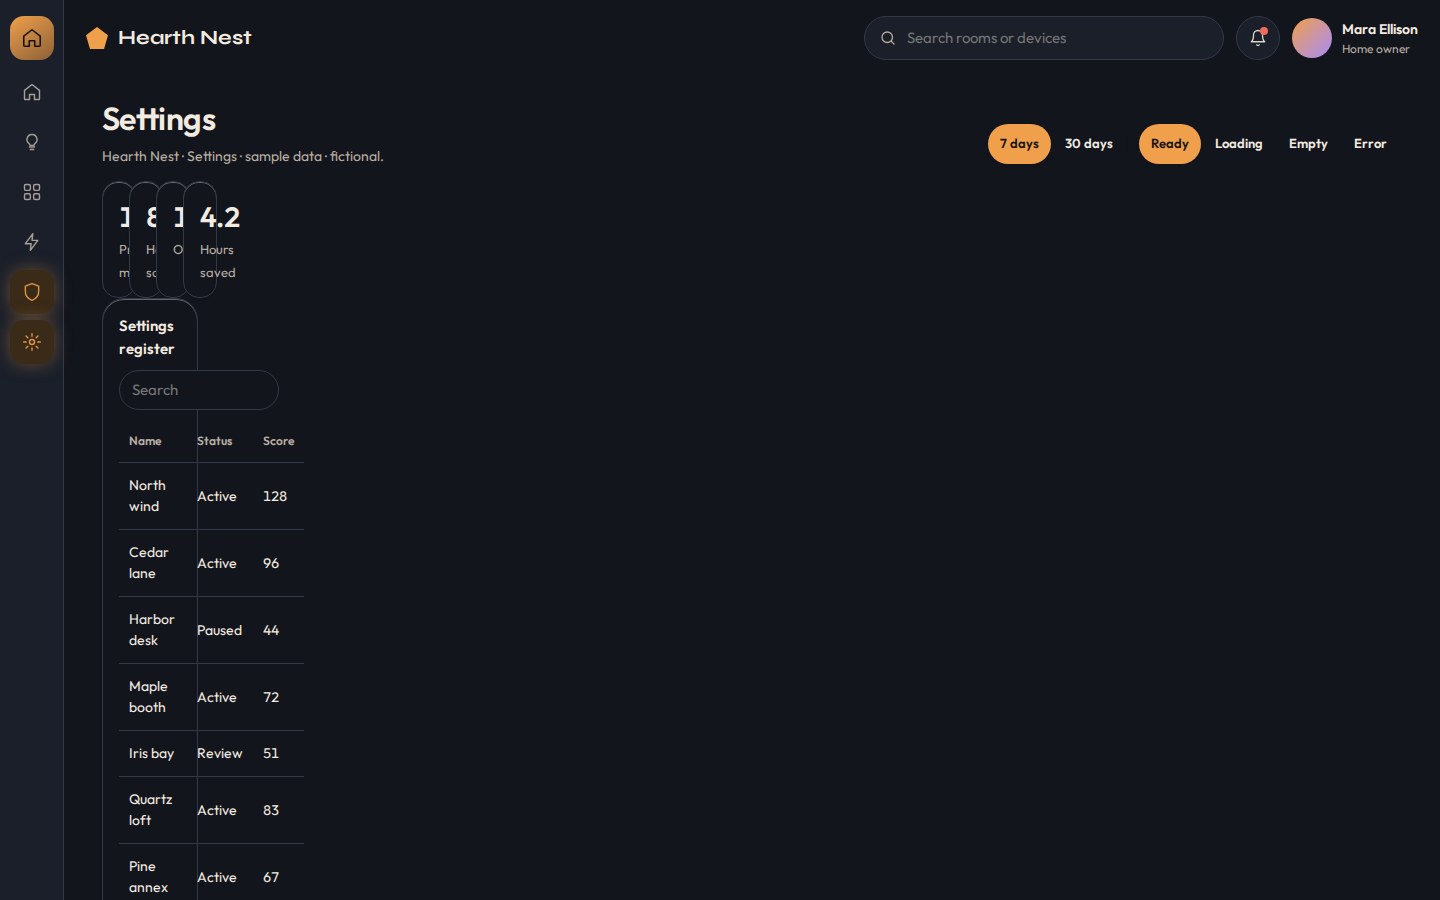 Hearth Nest
Search rooms or devices
Mara Ellison
Home owner
Settings
Hearth Nest · Settings · sample data · fictional.
7 days
30 days
Ready
Loading
Empty
Error
4.2
Hours
saved
Settings
register
Search
Name Status Score
North
wind
Active 128
Cedar
lane
Active 96
Harbor
desk
Paused 44
Maple
booth
Active 72
Iris bay Review 51
Quartz
loft
Active 83
Pine
annex
Active 67